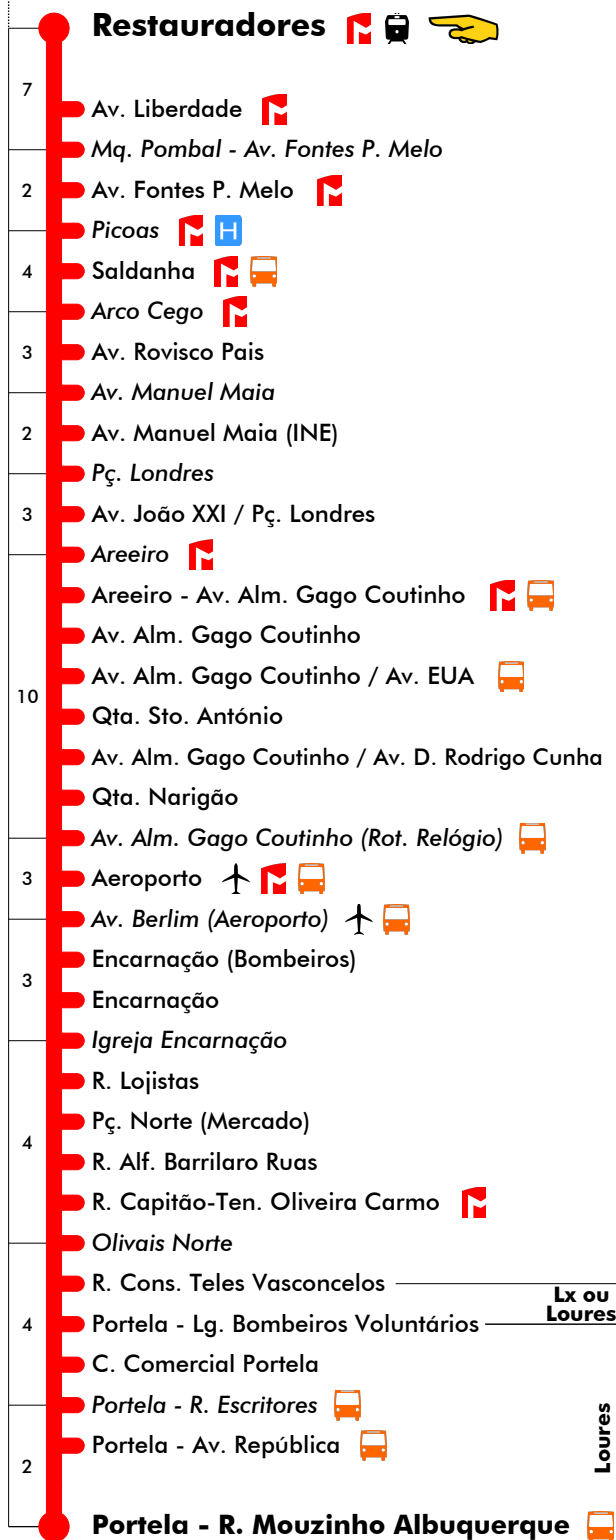 Restauradores
7
Av. Liberdade
Mq. Pombal - Av. Fontes P. Melo
2
Av. Fontes P. Melo
Picoas H
4
Saldanha
Arco Cego
3
Av. Rovisco Pais
Av. Manuel Maia
2
Av. Manuel Maia (INE)
Pç. Londres
3
Av. João XXI / Pç. Londres
Areeiro
Areeiro - Av. Alm. Gago Coutinho
Av. Alm. Gago Coutinho
Av. Alm. Gago Coutinho / Av. EUA
10
Qta. Sto. António
Av. Alm. Gago Coutinho / Av. D. Rodrigo Cunha
Qta. Narigão
Av. Alm. Gago Coutinho (Rot. Relógio)
3
Aeroporto
Av. Berlim (Aeroporto)
Encarnação (Bombeiros)
3
Encarnação
Igreja Encarnação
R. Lojistas
Pç. Norte (Mercado)
4
R. Alf. Barrilaro Ruas
R. Capitão-Ten. Oliveira Carmo
Olivais Norte
R. Cons. Teles Vasconcelos
Lx ou
Loures
4
Portela - Lg. Bombeiros Voluntários
C. Comercial Portela
Portela - R. Escritores
Portela - Av. República
Loures
2
Portela - R. Mouzinho Albuquerque